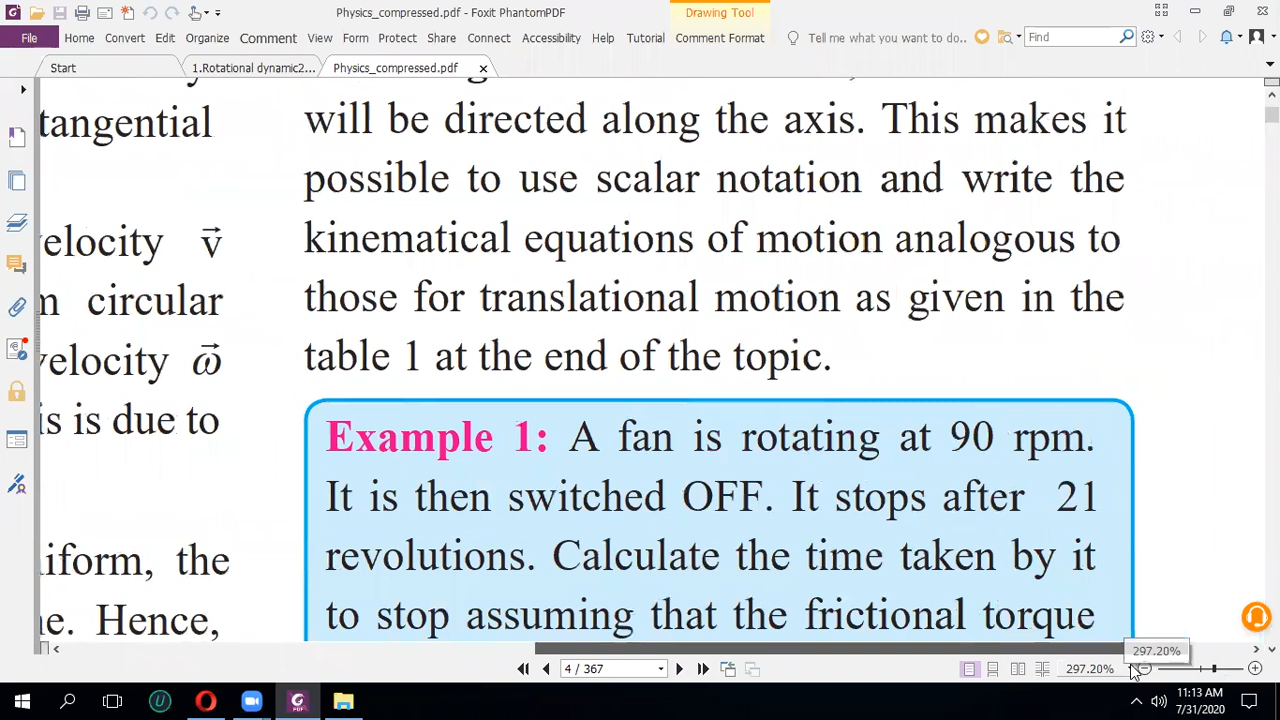 Physics_compressed.pdf - Foxit PhantomPDF
Drawing Tool
File Home Convert Edit Organize Comment View Form Protect Share Connect Accessibility Help Tutorial Comment Format Tell me what you want to do.. Find
Start 1.Rotational dynamic2... Physics_compressed.pdf
will be directed along the axis. This makes it
possible to use scalar notation and write the
kinematical equations of motion analogous to
those for translational motion as given in the
table 1 at the end of the topic.
Example 1: A fan is rotating at 90 rpm.
It is then switched OFF. It stops after 21
revolutions. Calculate the time taken by it
to stop assuming that the frictional torque
tangential
velocity v⃗
circular
velocity ω⃗
is is due to
iform, the
Hence,
297.20%
4 / 367
297.20%
11:13 AM
7/31/2020